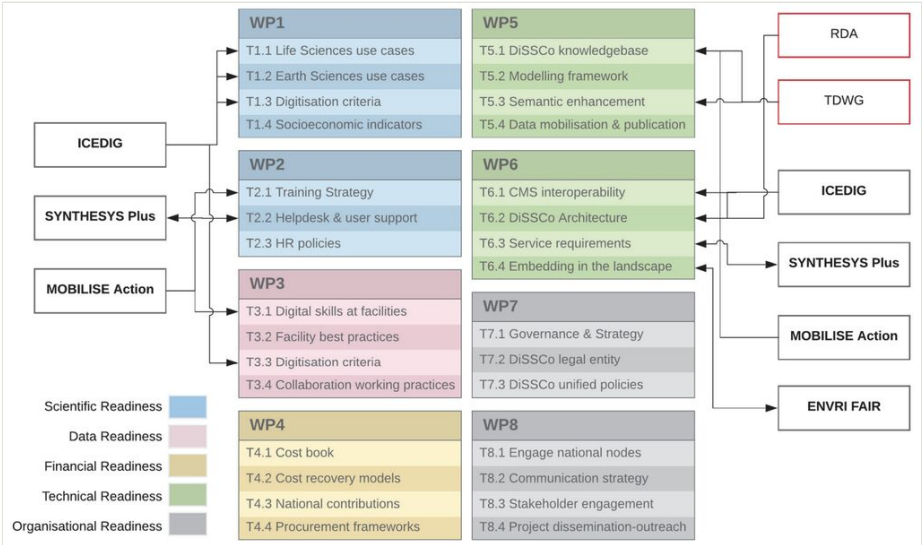 ICEDIG
SYNTHESYS Plus
MOBILISE Action
Scientific Readiness
Data Readiness
Financial Readiness
Technical Readiness
Organisational Readiness
WP1
T1.1 Life Sciences use cases
T1.2 Earth Sciences use cases
T1.3 Digitisation criteria
T1.4 Socioeconomic indicators
WP2
T2.1 Training Strategy
T2.2 Helpdesk & user support
T2.3 HR policies
WP3
T3.1 Digital skills at facilities
T3.2 Facility best practices
T3.3 Digitisation criteria
T3.4 Collaboration working practices
WP4
T4.1 Cost book
T4.2 Cost recovery models
T4.3 National contributions
T4.4 Procurement frameworks
WP5
T5.1 DiSSCo knowledgebase
T5.2 Modelling framework
T5.3 Semantic enhancement
T5.4 Data mobilisation & publication
WP6
T6.1 CMS interoperability
T6.2 DiSSCo Architecture
T6.3 Service requirements
T6.4 Embedding in the landscape
WP7
T7.1 Governance & Strategy
T7.2 DiSSCo legal entity
T7.3 DiSSCo unified policies
WP8
T8.1 Engage national nodes
T8.2 Communication strategy
T8.3 Stakeholder engagement
T8.4 Project dissemination-outreach
RDA
TDWG
ICEDIG
SYNTHESYS Plus
MOBILISE Action
ENVRI FAIR